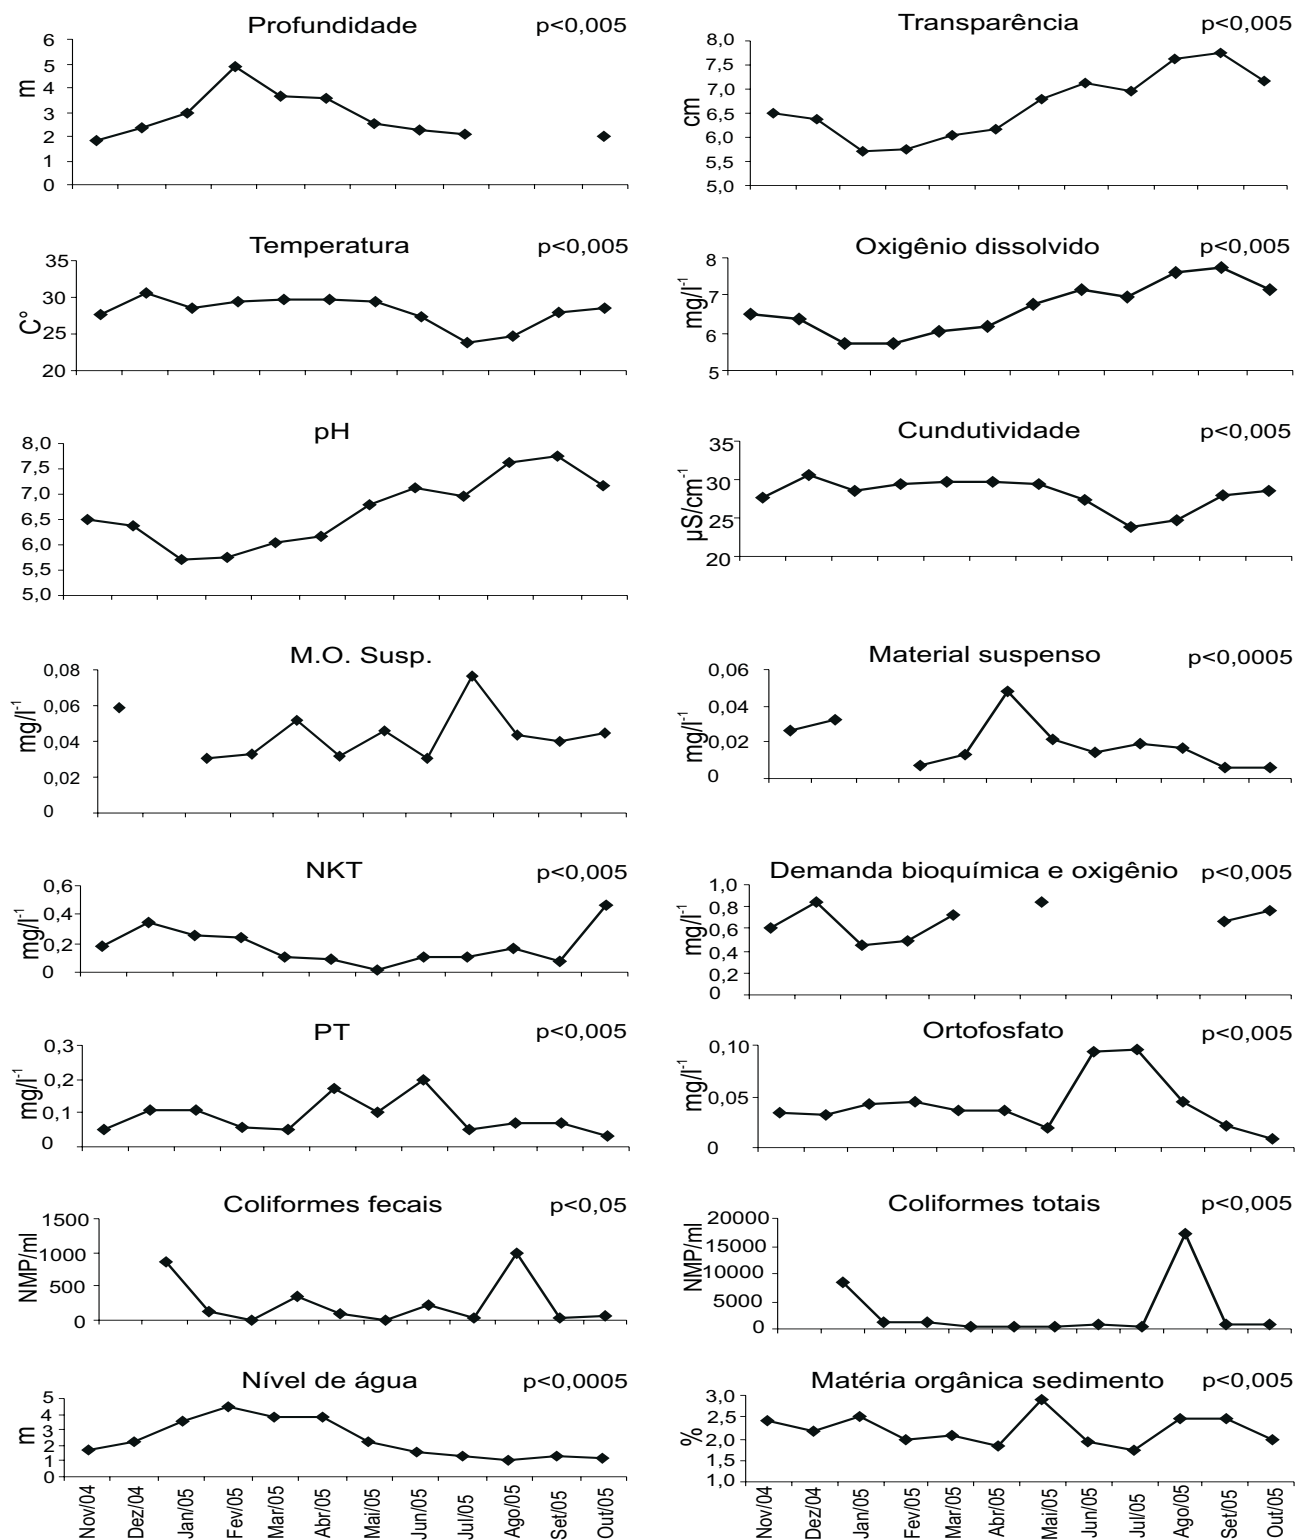 Profundidade p<0,005
m
6
5
4
3
2
1
0
Transparência p<0,005
cm
8,0
7,5
7,0
6,5
6,0
5,5
5,0
Temperatura p<0,005
C°
35
30
25
20
Oxigênio dissolvido p<0,005
mg/l-1
8
7
6
5
pH
8,0
7,5
7,0
6,5
6,0
5,5
5,0
Cundutividade p<0,005
µS/cm-1
35
30
25
20
M.O. Susp.
mg/l-1
0,08
0,06
0,04
0,02
0
Material suspenso p<0,0005
mg/l-1
0,06
0,04
0,02
0
NKT p<0,005
mg/l-1
0,6
0,4
0,2
0
Demanda bioquímica e oxigênio p<0,005
mg/l-1
1,0
0,8
0,6
0,4
0,2
0
PT p<0,005
mg/l-1
0,3
0,2
0,1
0
Ortofosfato p<0,005
mg/l-1
0,10
0,05
0
Coliformes fecais p<0,05
NMP/ml
1500
1000
500
0
Coliformes totais p<0,005
NMP/ml
20000
15000
10000
5000
0
Nível de água p<0,0005
m
5
4
3
2
1
0
Nov/04 Dez/04 Jan/05 Fev/05 Mar/05 Abr/05 Mai/05 Jun/05 Jul/05 Ago/05 Set/05 Out/05
Matéria orgânica sedimento p<0,005
%
3,0
2,5
2,0
1,5
1,0
Nov/04 Dez/04 Jan/05 Fev/05 Mar/05 Abr/05 Mai/05 Jun/05 Jul/05 Ago/05 Set/05 Out/05